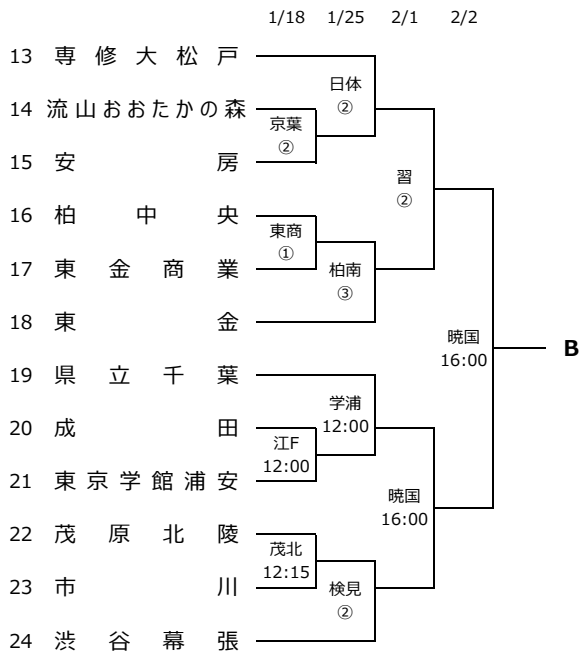 1/18 1/25 2/1 2/2
13 専修大松戸
日体
②
14 流山おおたかの森
京葉
②
15 安房
習
②
16 柏中央
東商
①
17 東金商業
柏南
③
18 東金
暁国
16:00
B
19 県立千葉
学浦
12:00
20 成田
江F
12:00
21 東京学館浦安
暁国
16:00
22 茂原北陵
茂北
12:15
23 市川
検見
②
24 渋谷幕張